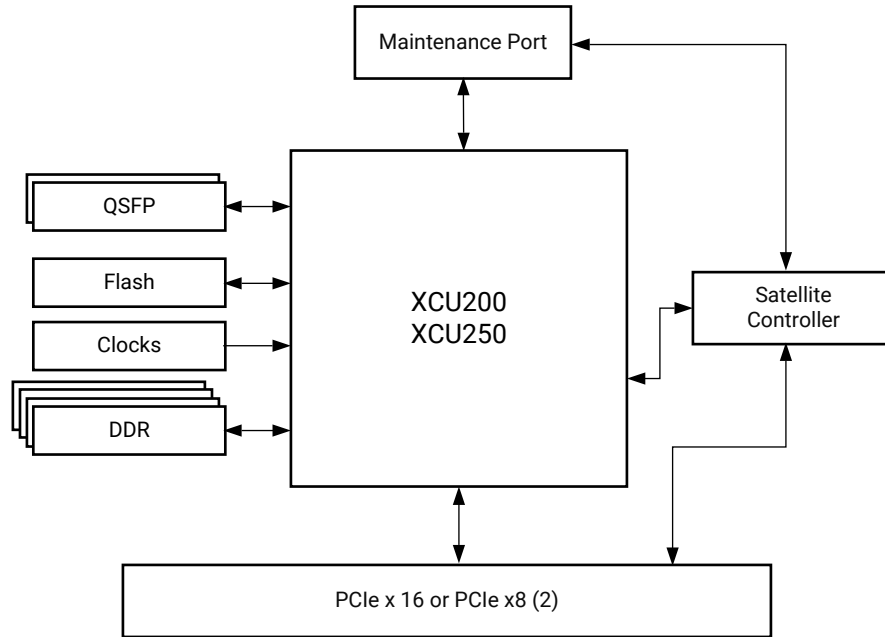 Maintenance Port
QSFP
Flash
Clocks
DDR
XCU200
XCU250
Satellite
Controller
PCIe x 16 or PCIe x8 (2)